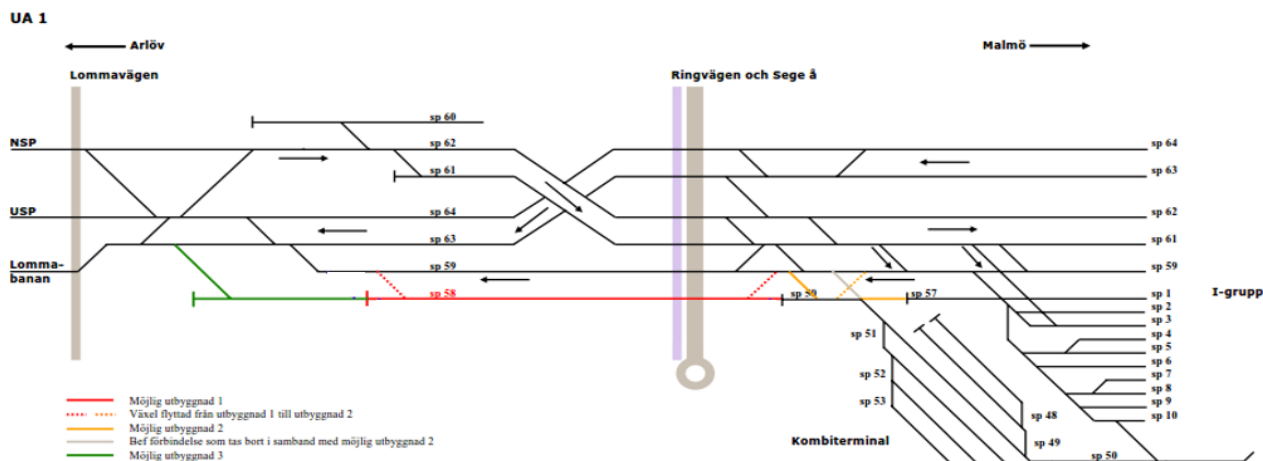 UA 1
Arlöv
Malmö
Lommavägen
Ringvägen och Sege å
sp 60
NSP
sp 62
sp 64
sp 61
sp 63
USP
sp 64
sp 62
sp 63
sp 61
Lomma-
banan
sp 59
sp 59
sp 58
sp 50
sp 57
sp 1
I-grupp
sp 2
sp 3
sp 51
sp 4
sp 5
sp 6
sp 52
sp 7
sp 8
sp 53
sp 9
sp 48
sp 10
Möjlig utbyggnad 1
Växel flyttad från utbyggnad 1 till utbyggnad 2
Möjlig utbyggnad 2
Bef förbindelse som tas bort i samband med möjlig utbyggnad 2
Möjlig utbyggnad 3
Kombiterminal
sp 49
sp 50